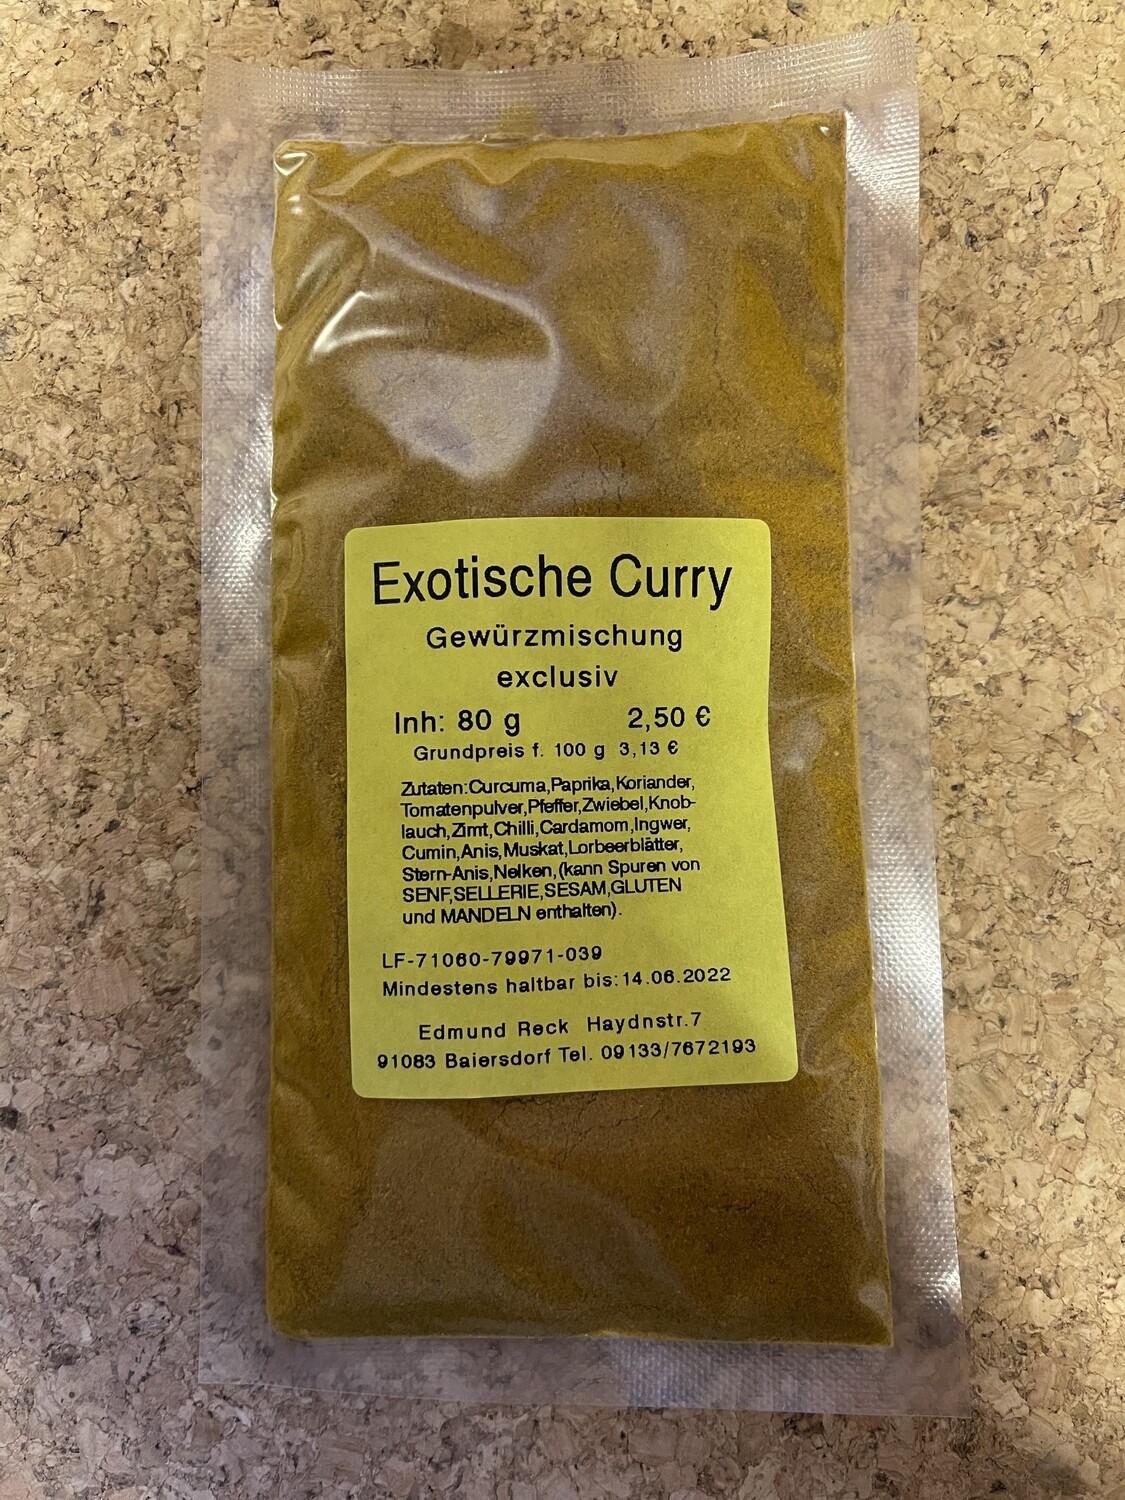 Exotische Curry
Gewürzmischung
exclusiv
Inh: 80 g 2,50 €
Grundpreis f. 100 g 3,13 €
Zutaten:Curcuma,Paprika,Koriander,
Tomatenpulver,Pfeffer,Zwiebel,Knob-
lauch,Zimt,Chilli,Cardamom,Ingwer,
Cumin,Anis,Muskat,Lorbeerblätter,
Stern-Anis,Nelken,(kann Spuren von
SENF,SELLERIE,SESAM,GLUTEN
und MANDELN enthalten).
LF-71060-79971-039
Mindestens haltbar bis:14.06.2022
Edmund Reck Haydnstr.7
91083 Baiersdorf Tel. 09133/7672193